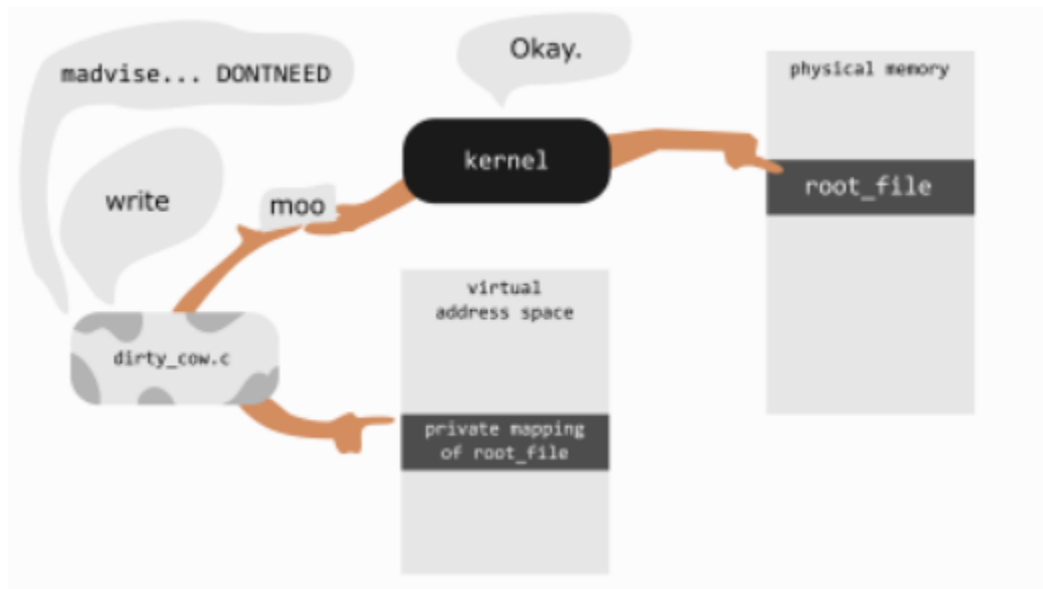 Okay.
madvise... DONTNEED
physical memory
kernel
root_file
write
moo
virtual
address space
dirty_cow.c
private mapping
of root_file